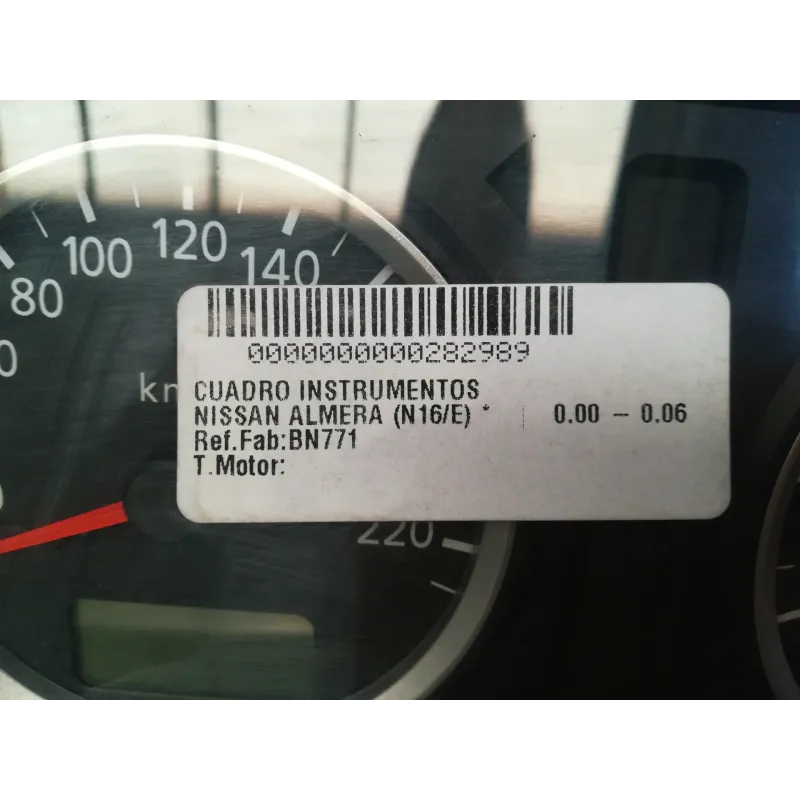 80
100
120
140
km
0000000000282989
CUADRO INSTRUMENTOS
NISSAN ALMERA (N16/E) * 0.00 - 0.06
Ref.Fab:BN771
T.Motor:
220